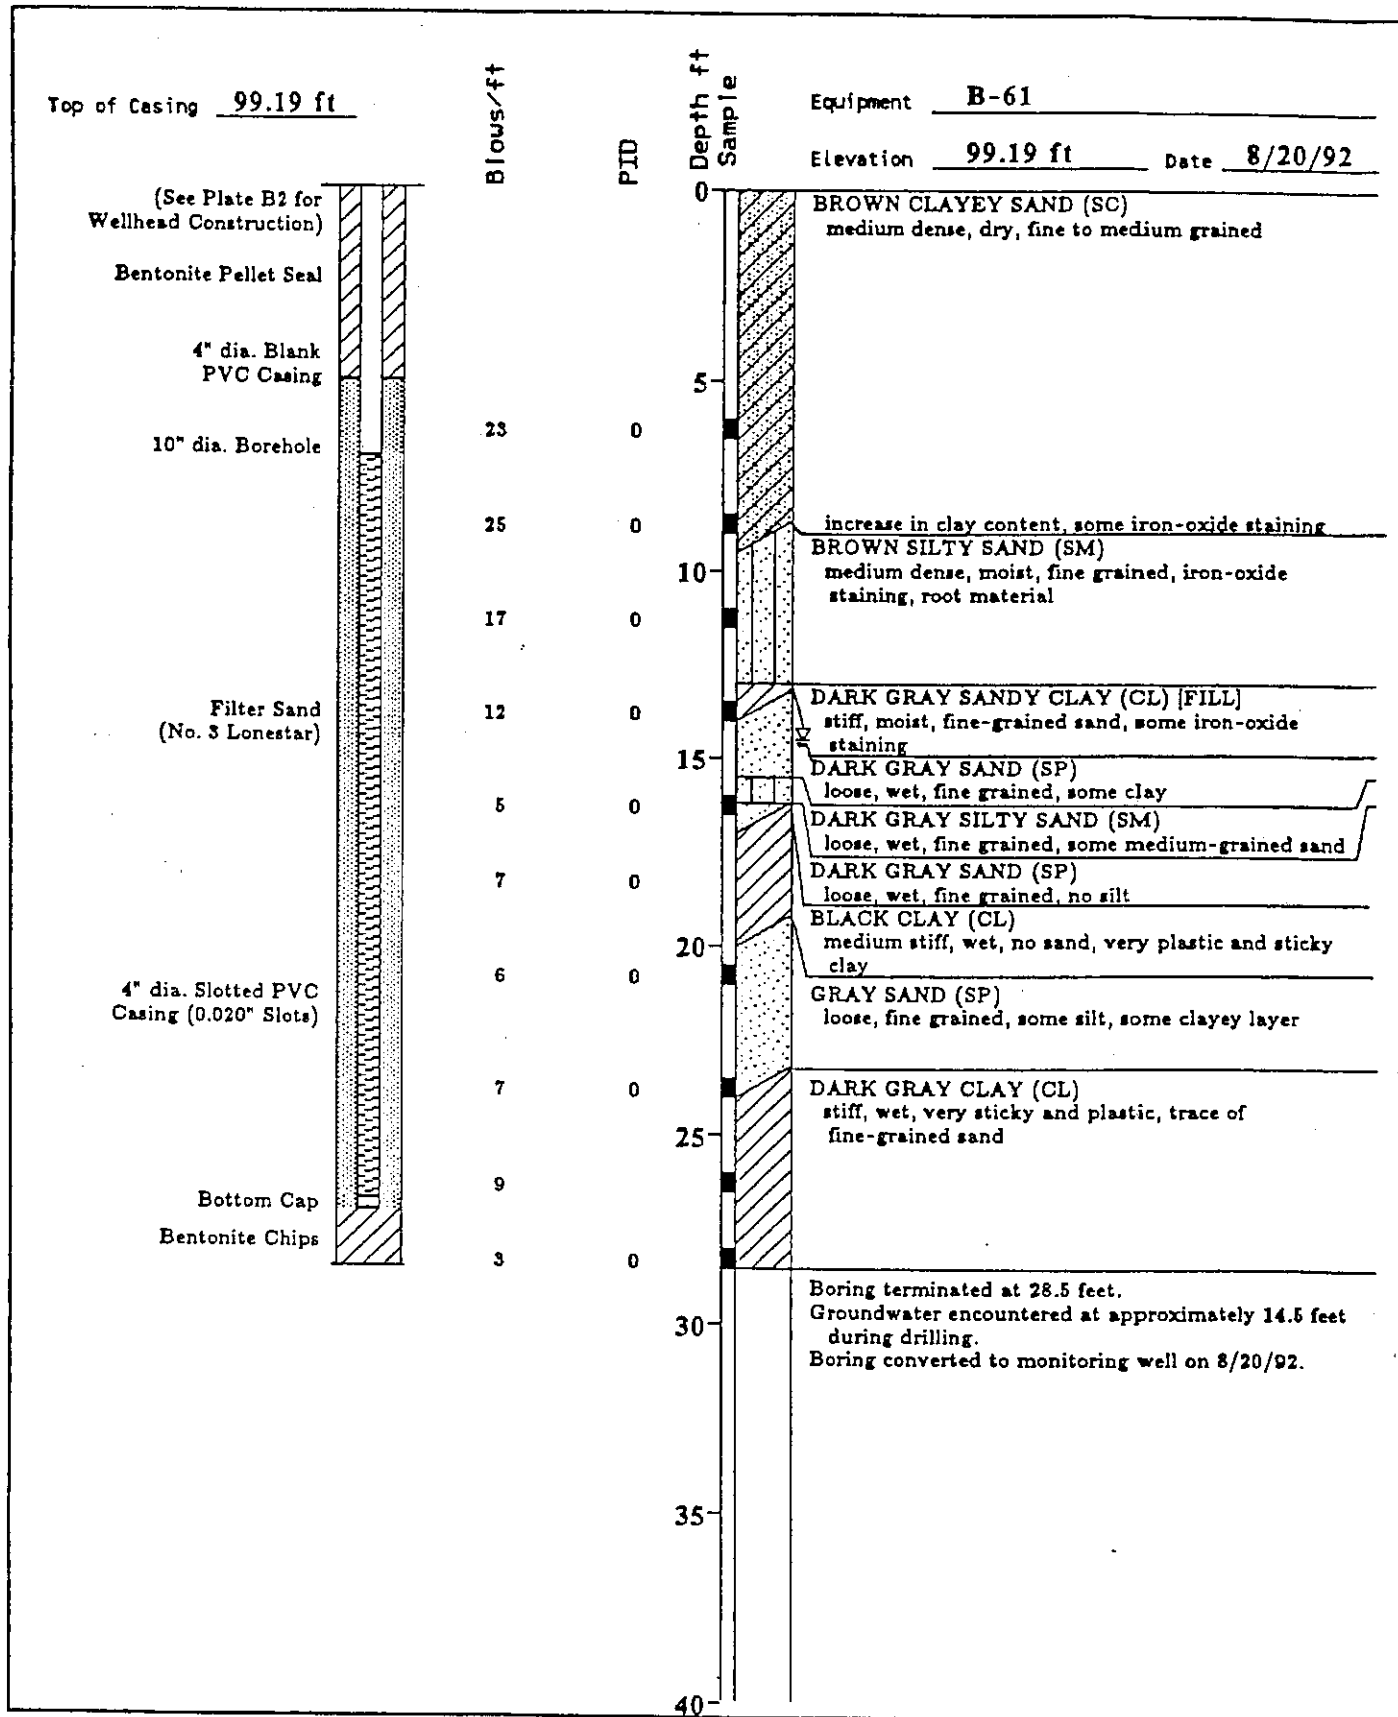 Top of Casing 99.19 ft
Blows/ft
PID
Depth ft
Sample
Equipment B-61
Elevation 99.19 ft Date 8/20/92
(See Plate B2 for
Wellhead Construction)
Bentonite Pellet Seal
4" dia. Blank
PVC Casing
10" dia. Borehole
Filter Sand
(No. 3 Lonestar)
4" dia. Slotted PVC
Casing (0.020" Slots)
Bottom Cap
Bentonite Chips
23 0
25 0
17 0
12 0
5 0
7 0
6 0
7 0
9
3 0
0
5
10
15
20
25
30
35
40
BROWN CLAYEY SAND (SC)
medium dense, dry, fine to medium grained
increase in clay content, some iron-oxide staining
BROWN SILTY SAND (SM)
medium dense, moist, fine grained, iron-oxide
staining, root material
DARK GRAY SANDY CLAY (CL) [FILL]
stiff, moist, fine-grained sand, some iron-oxide
staining
DARK GRAY SAND (SP)
loose, wet, fine grained, some clay
DARK GRAY SILTY SAND (SM)
loose, wet, fine grained, some medium-grained sand
DARK GRAY SAND (SP)
loose, wet, fine grained, no silt
BLACK CLAY (CL)
medium stiff, wet, no sand, very plastic and sticky
clay
GRAY SAND (SP)
loose, fine grained, some silt, some clayey layer
DARK GRAY CLAY (CL)
stiff, wet, very sticky and plastic, trace of
fine-grained sand
Boring terminated at 28.5 feet.
Groundwater encountered at approximately 14.5 feet
during drilling.
Boring converted to monitoring well on 8/20/92.